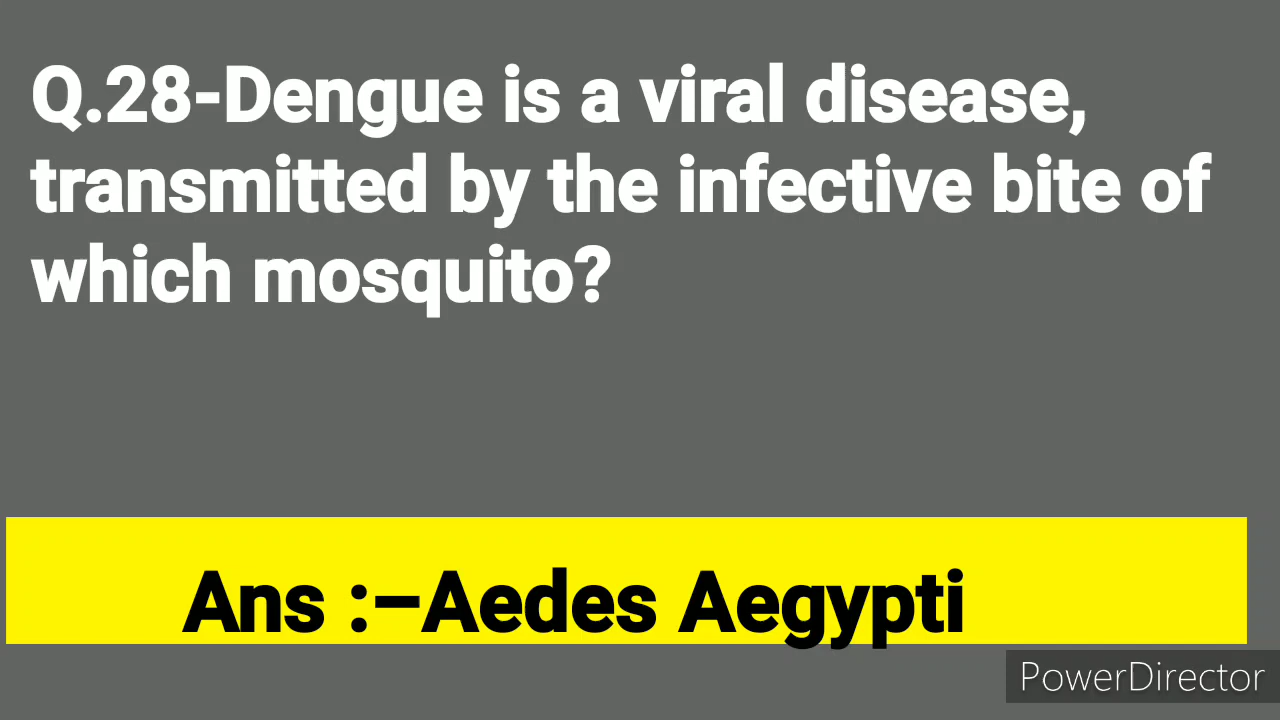 Q.28-Dengue is a viral disease,
transmitted by the infective bite of
which mosquito?
Ans :–Aedes Aegypti
PowerDirector